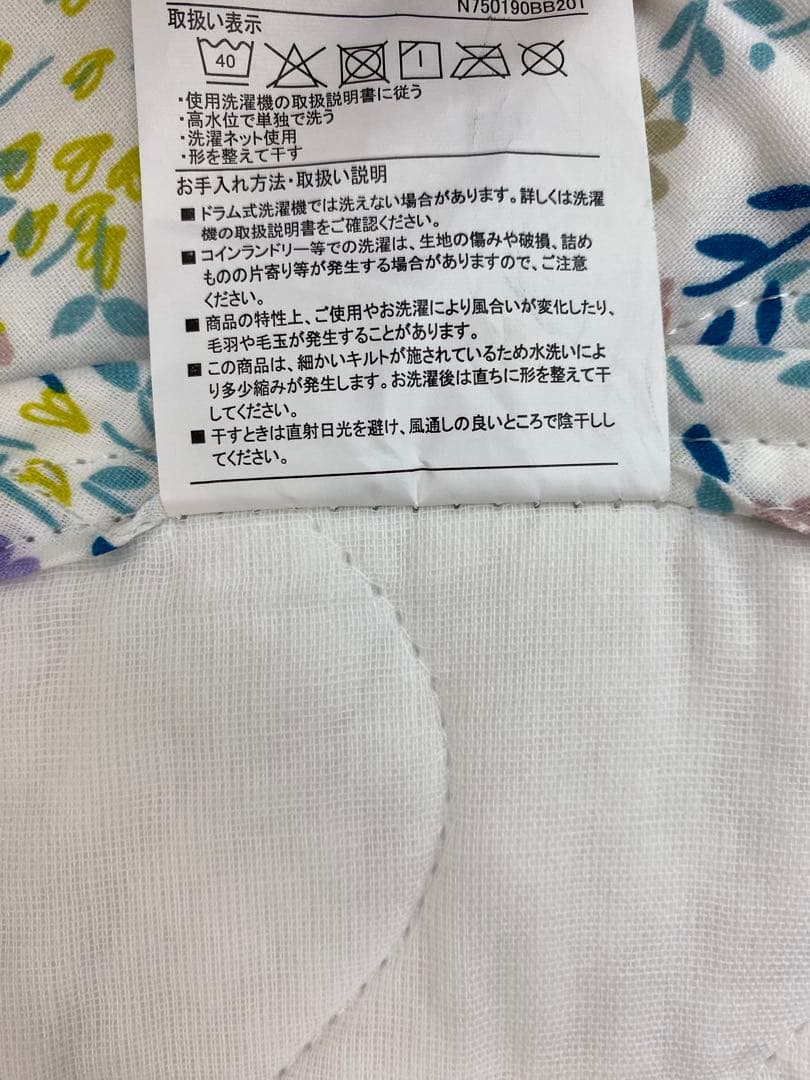 N750190BB201
取扱い表示
40
・使用洗濯機の取扱説明書に従う
・高水位で単独で洗う
・洗濯ネット使用
・形を整えて干す
お手入れ方法・取扱い説明
■ドラム式洗濯機では洗えない場合があります。詳しくは洗濯
機の取扱説明書をご確認ください。
■コインランドリー等での洗濯は、生地の傷みや破損、詰め
ものの片寄り等が発生する場合がありますので、ご注意
ください。
■商品の特性上、ご使用やお洗濯により風合いが変化したり、
毛羽や毛玉が発生することがあります。
■この商品は、細かいキルトが施されているため水洗いによ
り多少縮みが発生します。お洗濯後は直ちに形を整えて干
してください。
■干すときは直射日光を避け、風通しの良いところで陰干しし
てください。